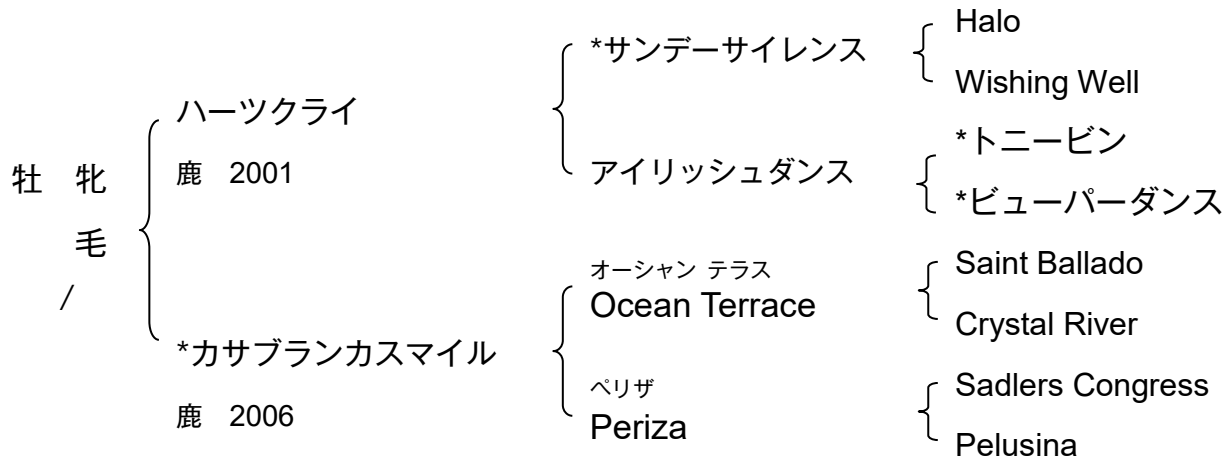 牡 牝
毛
/
ハーツクライ
鹿 2001
*カサブランカスマイル
鹿 2006
*サンデーサイレンス
アイリッシュダンス
オーシャン テラス
Ocean Terrace
ペリザ
Periza
Halo
Wishing Well
*トニービン
*ビューパーダンス
Saint Ballado
Crystal River
Sadlers Congress
Pelusina